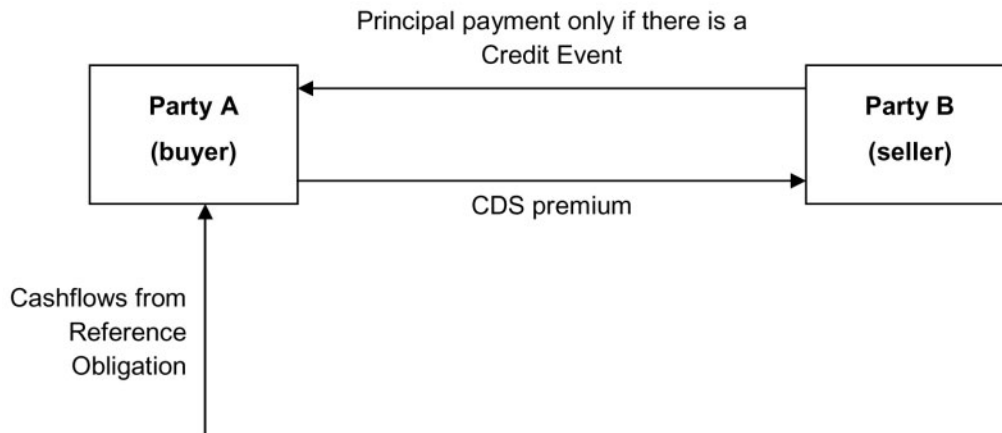 Principal payment only if there is a
Credit Event
Party A
(buyer)
Party B
(seller)
CDS premium
Cashflows from
Reference
Obligation